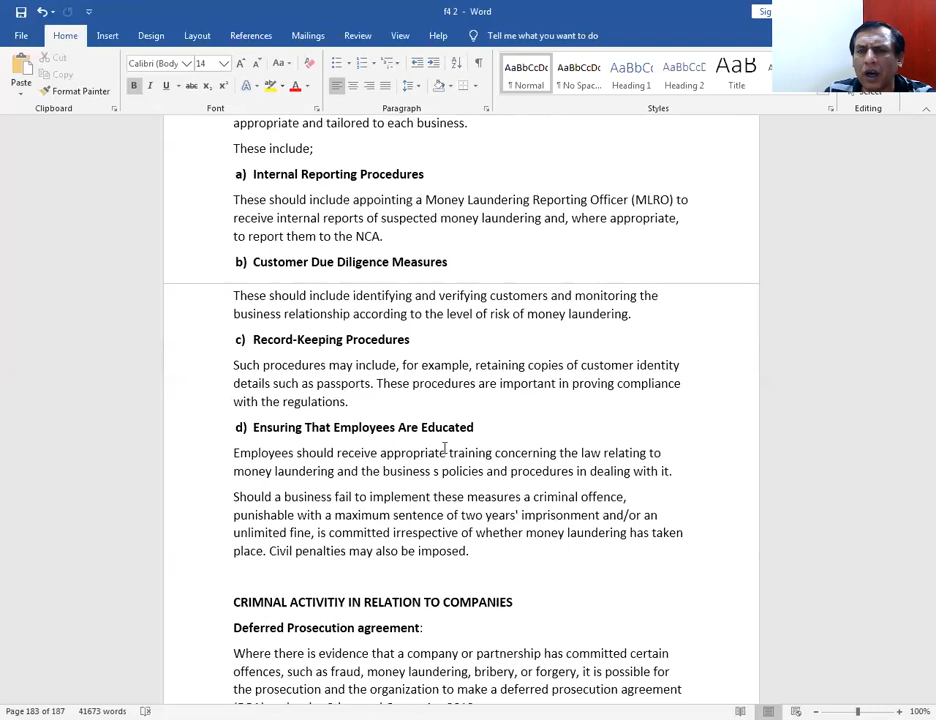 f4 2 - Word
Sig
File Home Insert Design Layout References Mailings Review View Help Tell me what you want to do
Paste
Cut
Copy
Format Painter
Calibri (Body) 14
Clipboard Font Paragraph Styles Editing
AaBbCcDc AaBbCcDc AaBbCcI AaBbCcD AaB
¶ Normal ¶ No Spac... Heading 1 Heading 2 Title
appropriate and tailored to each business.
These include;
a) Internal Reporting Procedures
These should include appointing a Money Laundering Reporting Officer (MLRO) to
receive internal reports of suspected money laundering and, where appropriate,
to report them to the NCA.
b) Customer Due Diligence Measures
These should include identifying and verifying customers and monitoring the
business relationship according to the level of risk of money laundering.
c) Record-Keeping Procedures
Such procedures may include, for example, retaining copies of customer identity
details such as passports. These procedures are important in proving compliance
with the regulations.
d) Ensuring That Employees Are Educated
Employees should receive appropriate training concerning the law relating to
money laundering and the business s policies and procedures in dealing with it.
Should a business fail to implement these measures a criminal offence,
punishable with a maximum sentence of two years' imprisonment and/or an
unlimited fine, is committed irrespective of whether money laundering has taken
place. Civil penalties may also be imposed.
CRIMNAL ACTIVITIY IN RELATION TO COMPANIES
Deferred Prosecution agreement:
Where there is evidence that a company or partnership has committed certain
offences, such as fraud, money laundering, bribery, or forgery, it is possible for
the prosecution and the organization to make a deferred prosecution agreement
Page 183 of 187 41673 words 100%